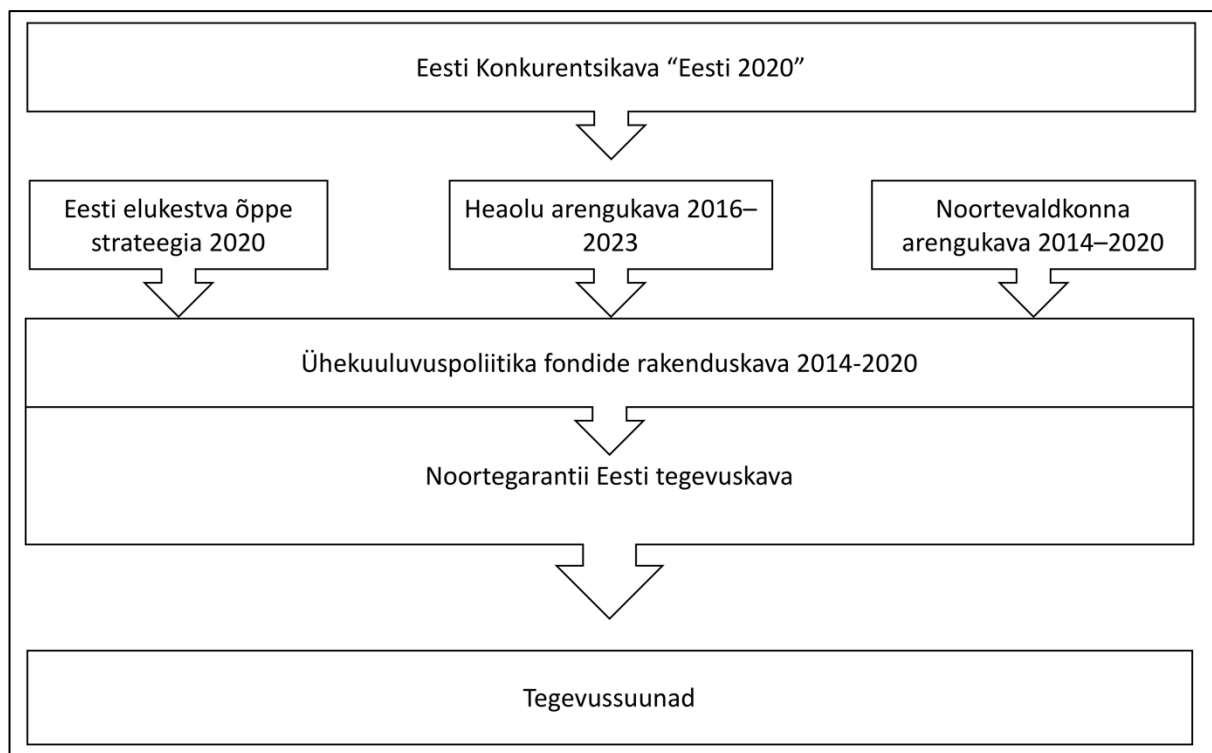 Eesti Konkurentsikava “Eesti 2020”
Eesti elukestva õppe
strateegia 2020
Heaolu arengukava 2016–
2023
Noortevaldkonna
arengukava 2014–2020
Ühekuuluvuspoliitika fondide rakenduskava 2014-2020
Noortegarantii Eesti tegevuskava
Tegevussuunad